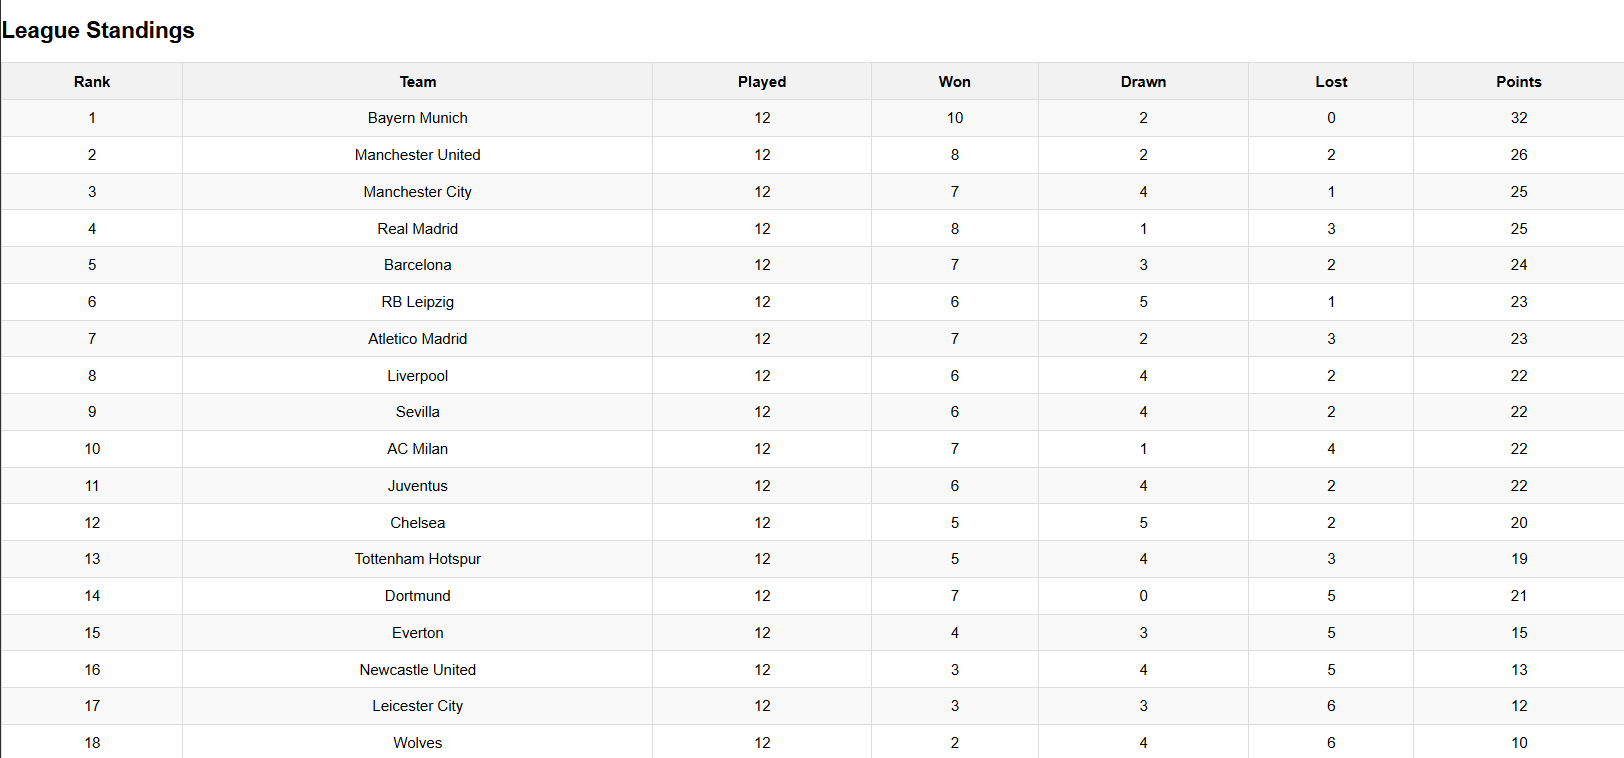 League Standings
Rank Team Played Won Drawn Lost Points
1 Bayern Munich 12 10 2 0 32
2 Manchester United 12 8 2 2 26
3 Manchester City 12 7 4 1 25
4 Real Madrid 12 8 1 3 25
5 Barcelona 12 7 3 2 24
6 RB Leipzig 12 6 5 1 23
7 Atletico Madrid 12 7 2 3 23
8 Liverpool 12 6 4 2 22
9 Sevilla 12 6 4 2 22
10 AC Milan 12 7 1 4 22
11 Juventus 12 6 4 2 22
12 Chelsea 12 5 5 2 20
13 Tottenham Hotspur 12 5 4 3 19
14 Dortmund 12 7 0 5 21
15 Everton 12 4 3 5 15
16 Newcastle United 12 3 4 5 13
17 Leicester City 12 3 3 6 12
18 Wolves 12 2 4 6 10